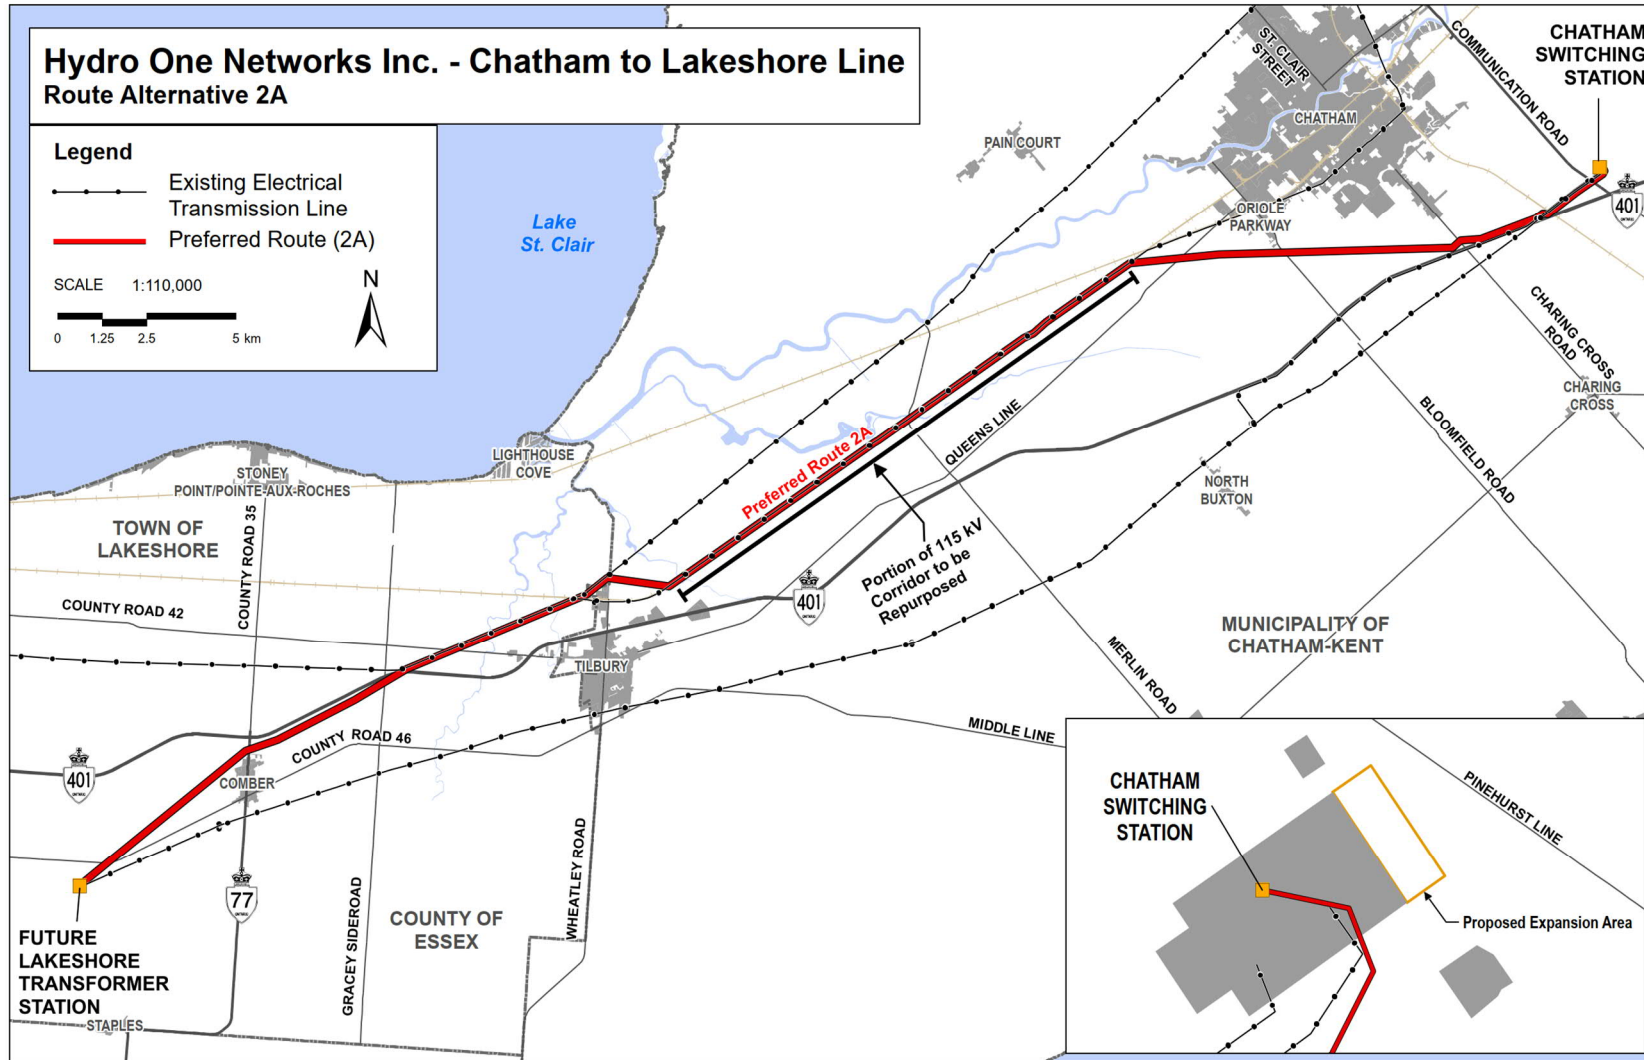 Hydro One Networks Inc. - Chatham to Lakeshore Line
Route Alternative 2A
Legend
Existing Electrical
Transmission Line
Preferred Route (2A)
SCALE 1:110,000
0 1.25 2.5 5 km
N
Lake
St. Clair
PAIN COURT
ST. CLAIR
STREET
CHATHAM
COMMUNICATION ROAD
CHATHAM
SWITCHING
STATION
401
ONTARIO
ORIOLE
PARKWAY
CHARING CROSS
ROAD
CHARING
CROSS
BLOOMFIELD ROAD
QUEENS LINE
Preferred Route 2A
LIGHTHOUSE
COVE
STONEY
POINT/POINTE-AUX-ROCHES
TOWN OF
LAKESHORE
COUNTY ROAD 35
NORTH
BUXTON
Portion of 115 kV
Corridor to be
Repurposed
401
ONTARIO
COUNTY ROAD 42
TILBURY
MUNICIPALITY OF
CHATHAM-KENT
MERLIN ROAD
MIDDLE LINE
COUNTY ROAD 46
401
ONTARIO
COMBER
77
ONTARIO
WHEATLEY ROAD
GRACEY SIDEROAD
COUNTY OF
ESSEX
FUTURE
LAKESHORE
TRANSFORMER
STATION
STAPLES
CHATHAM
SWITCHING
STATION
PINEHURST LINE
Proposed Expansion Area